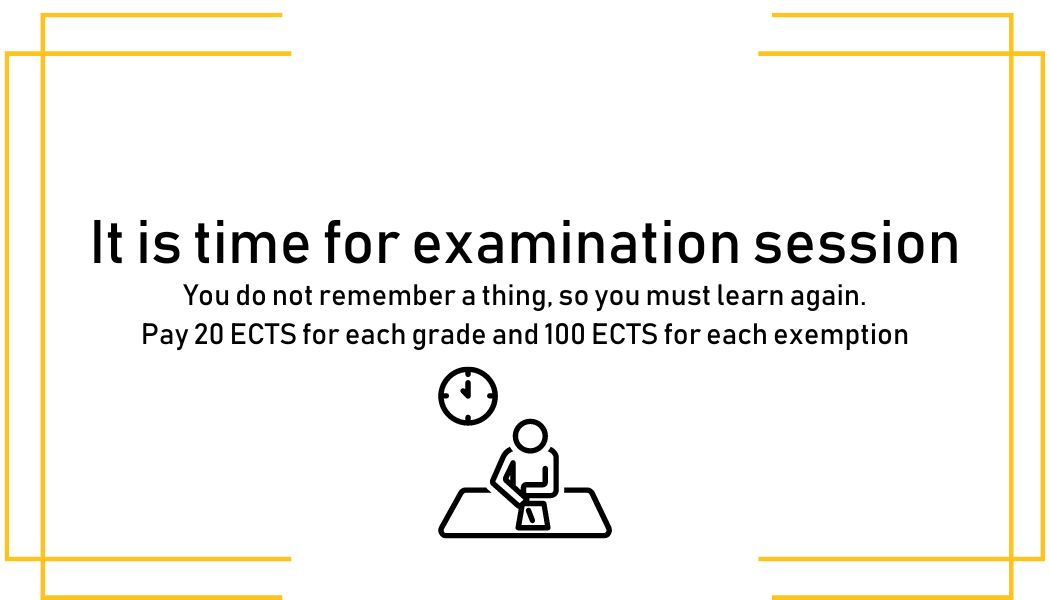 It is time for examination session
You do not remember a thing, so you must learn again.
Pay 20 ECTS for each grade and 100 ECTS for each exemption